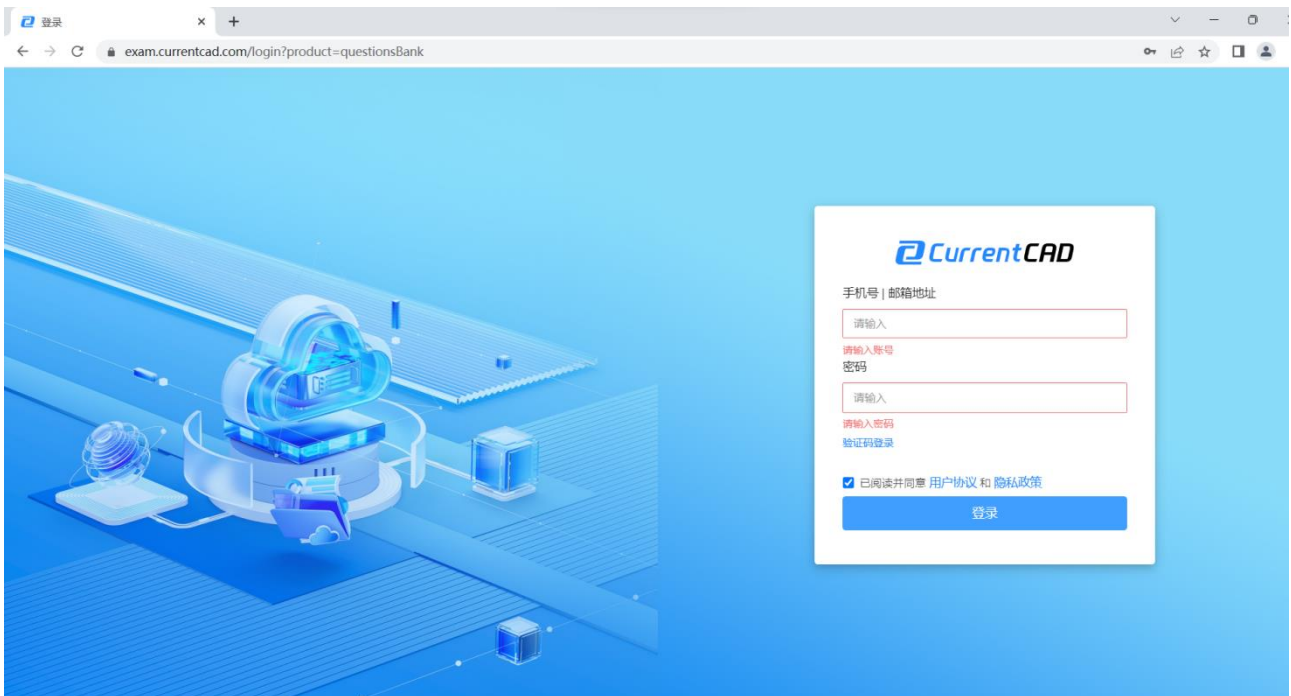 登录
exam.currentcad.com/login?product=questionsBank
CurrentCAD
手机号 | 邮箱地址
请输入
请输入账号
密码
请输入
请输入密码
验证码登录
已阅读并同意 用户协议 和 隐私政策
登录